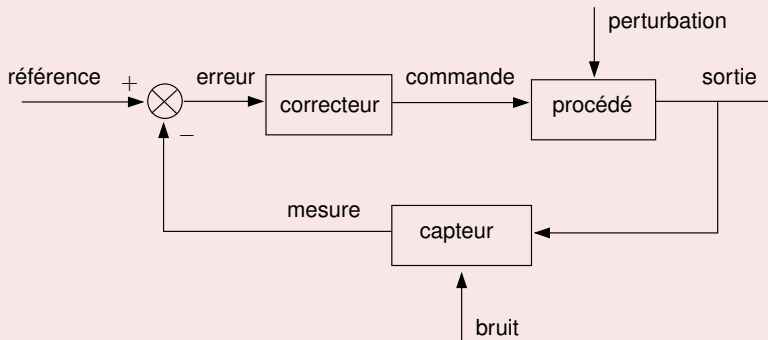 perturbation
référence
+
erreur
commande
sortie
correcteur
procédé
−
mesure
capteur
bruit